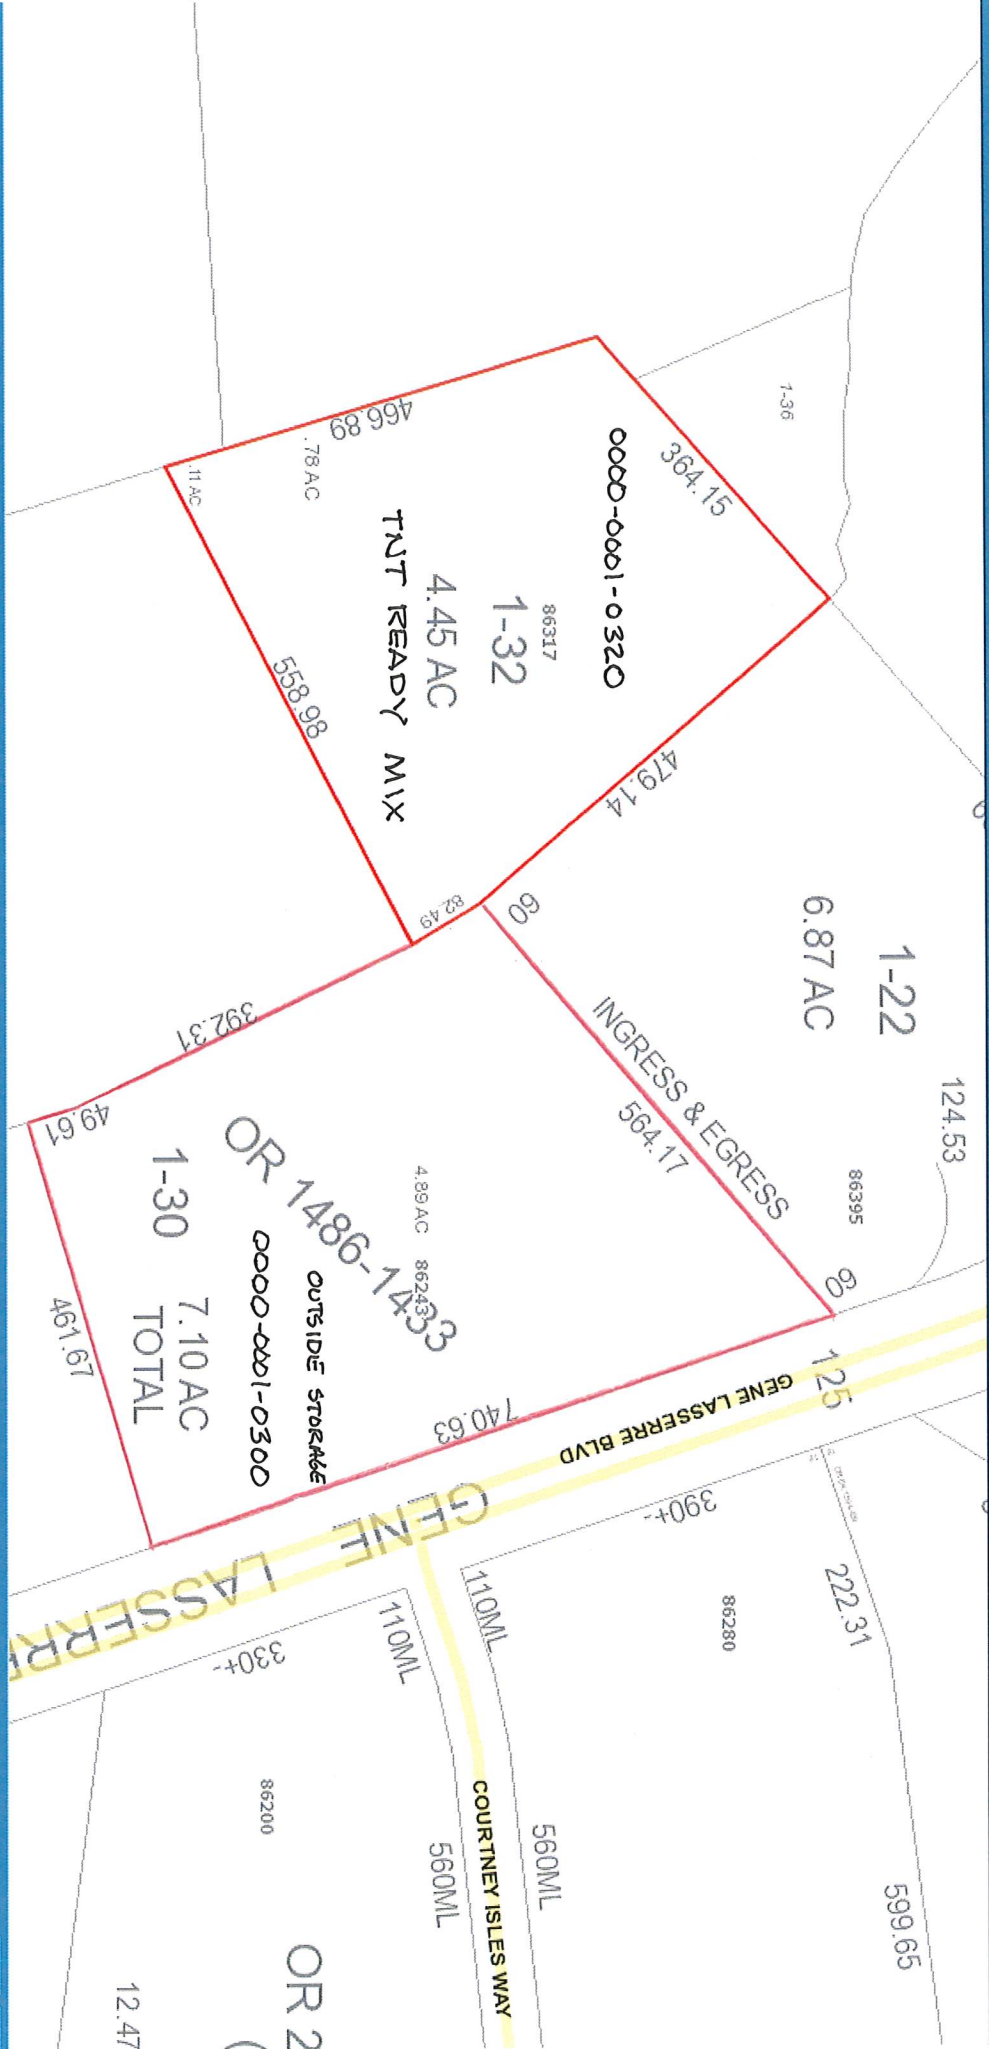 1-36
364.15
0000-0001-0320
466.89
.78 AC
.11 AC
86317
1-32
4.45 AC
TNT READY MIX
558.98
479.14
82.49
60
1-22
6.87 AC
124.53
86395
INGRESS & EGRESS
564.17
60
392.31
49.61
OR 1486-1433
4.89 AC
86243
OUTSIDE STORAGE
0000-0001-0300
1-30
7.10 AC
TOTAL
461.67
740.63
125
GENE LASSERRE BLVD
GENE LASSERRE
390+-
110ML
110ML
330+-
86280
222.31
599.65
560ML
COURTNEY ISLES WAY
560ML
86200
OR 2
12.47